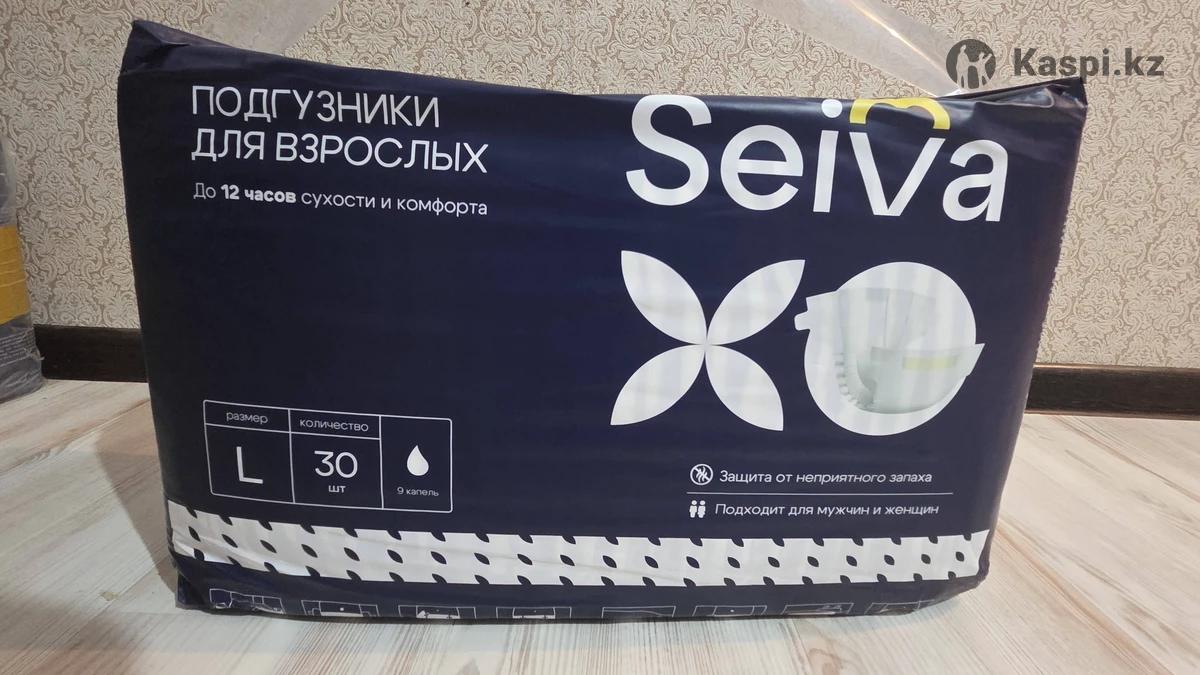 Kaspi.kz
ПОДГУЗНИКИ
ДЛЯ ВЗРОСЛЫХ
До 12 часов сухости и комфорта
Seiva
XO
размер
L
количество
30
шт
9 капель
Защита от неприятного запаха
Подходит для мужчин и женщин